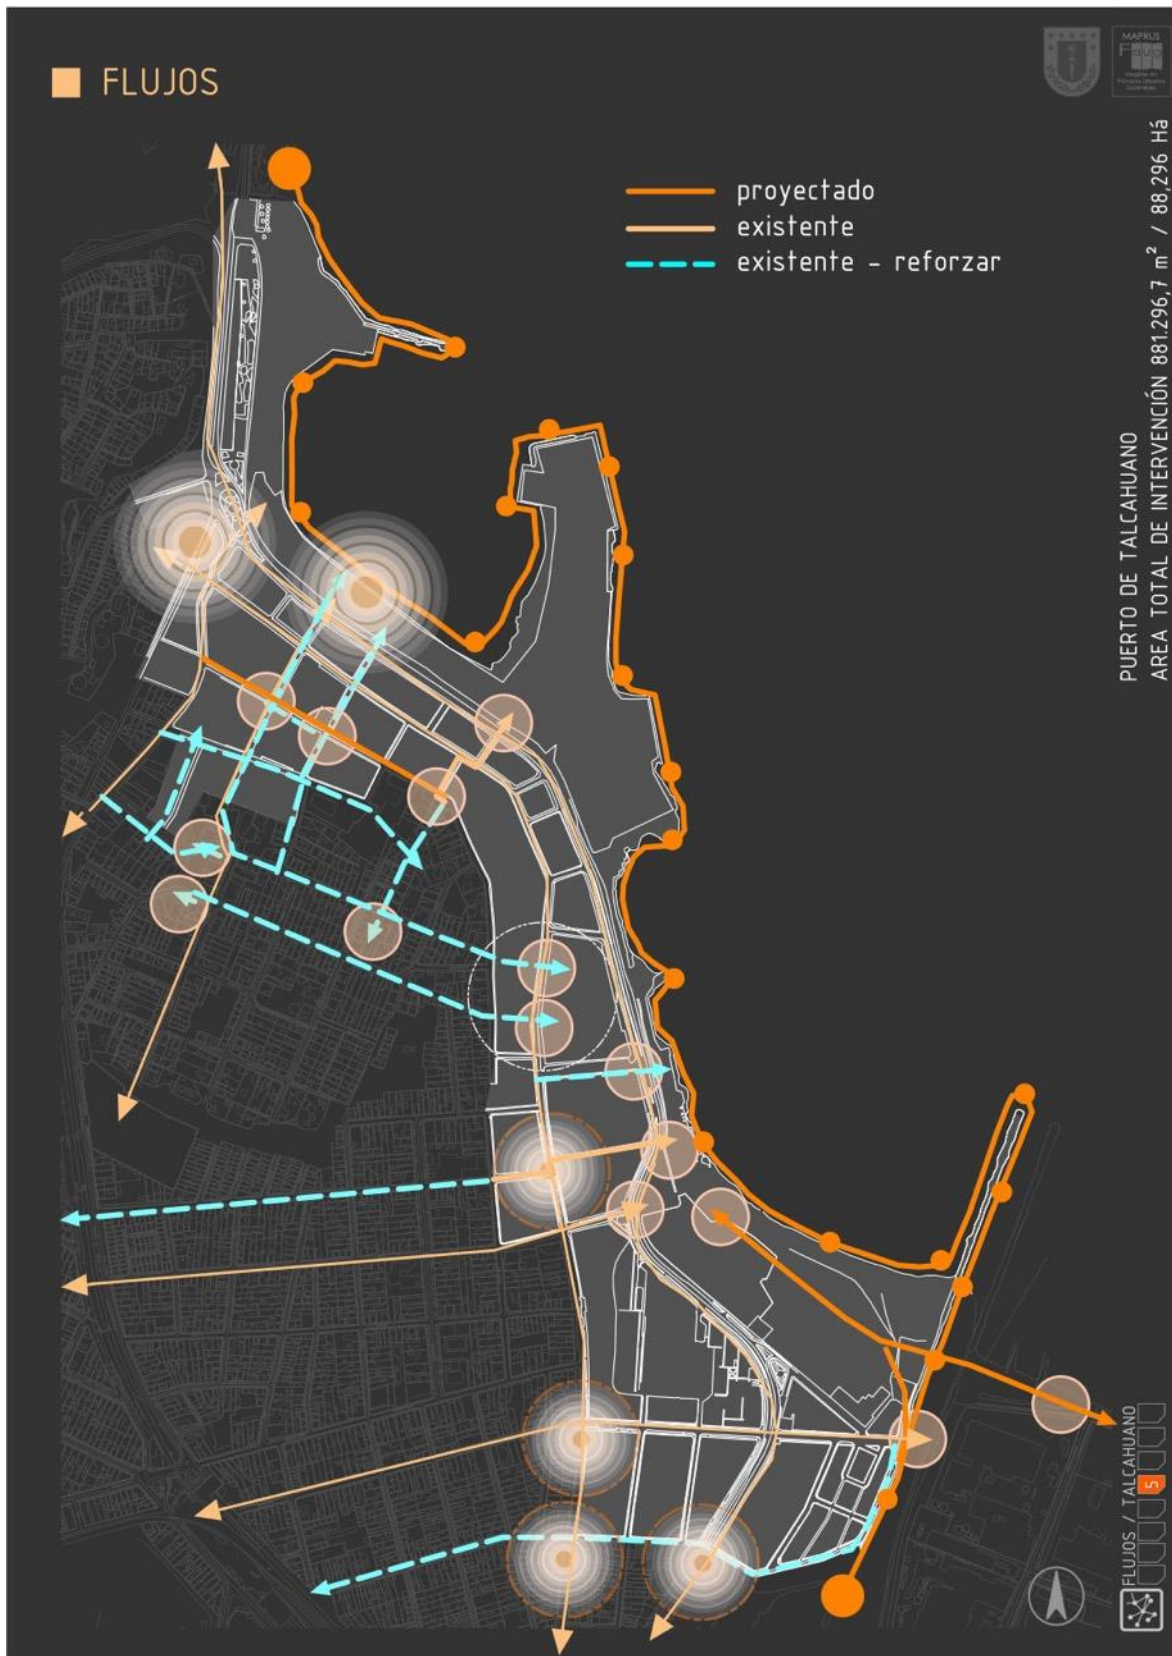 FLUJOS
MAPRUS
proyectado
existente
existente - reforzar
PUERTO DE TALCAHUANO
AREA TOTAL DE INTERVENCIÓN 881.296,7 m² / 88,296 Há
FLUJOS / TALCAHUANO
5